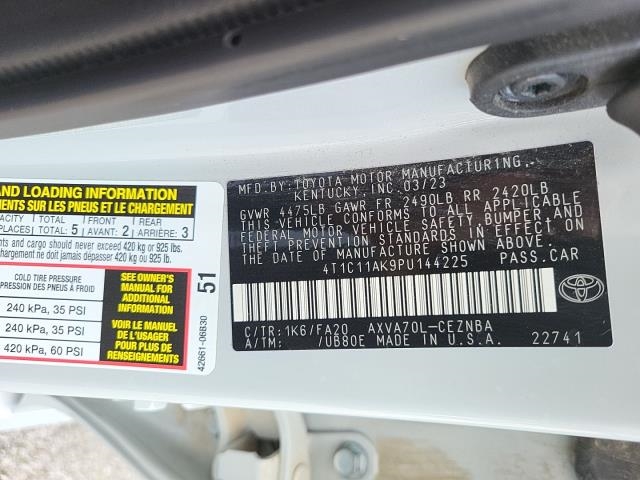 AND LOADING INFORMATION
EMENTS SUR LES PNEUS ET LE CHARGEMENT
ACITY TOTAL FRONT REAR
PLACES TOTAL 5 AVANT: 2 ARRIÈRE: 3
nts and cargo should never exceed 420 kg or 925 lbs.
chargement ne doit jamais dépasser 420 kg ou 925 lb.
COLD TIRE PRESSURE
PRESSION DES PNEUS À FROID
240 kPa, 35 PSI
240 kPa, 35 PSI
420 kPa, 60 PSI
SEE OWNER'S
MANUAL FOR
ADDITIONAL
INFORMATION
VOIR LE MANUEL
DE L'USAGER
POUR PLUS DE
RENSEIGNEMENTS
51
42661-06B30
MFD.BY: TOYOTA MOTOR MANUFACTURING,
KENTUCKY, INC.03/23
GVWR 4475LB GAWR FR 2490LB RR 2420LB
THIS VEHICLE CONFORMS TO ALL APPLICABLE
FEDERAL MOTOR VEHICLE SAFETY, BUMPER, AND
THEFT PREVENTION STANDARDS IN EFFECT ON
THE DATE OF MANUFACTURE SHOWN ABOVE.
4T1C11AK9PU144225 PASS.CAR
C/TR:1K6/FA20 AXVA70L-CEZNBA
A/TM: /UB80E MADE IN U.S.A. 22741